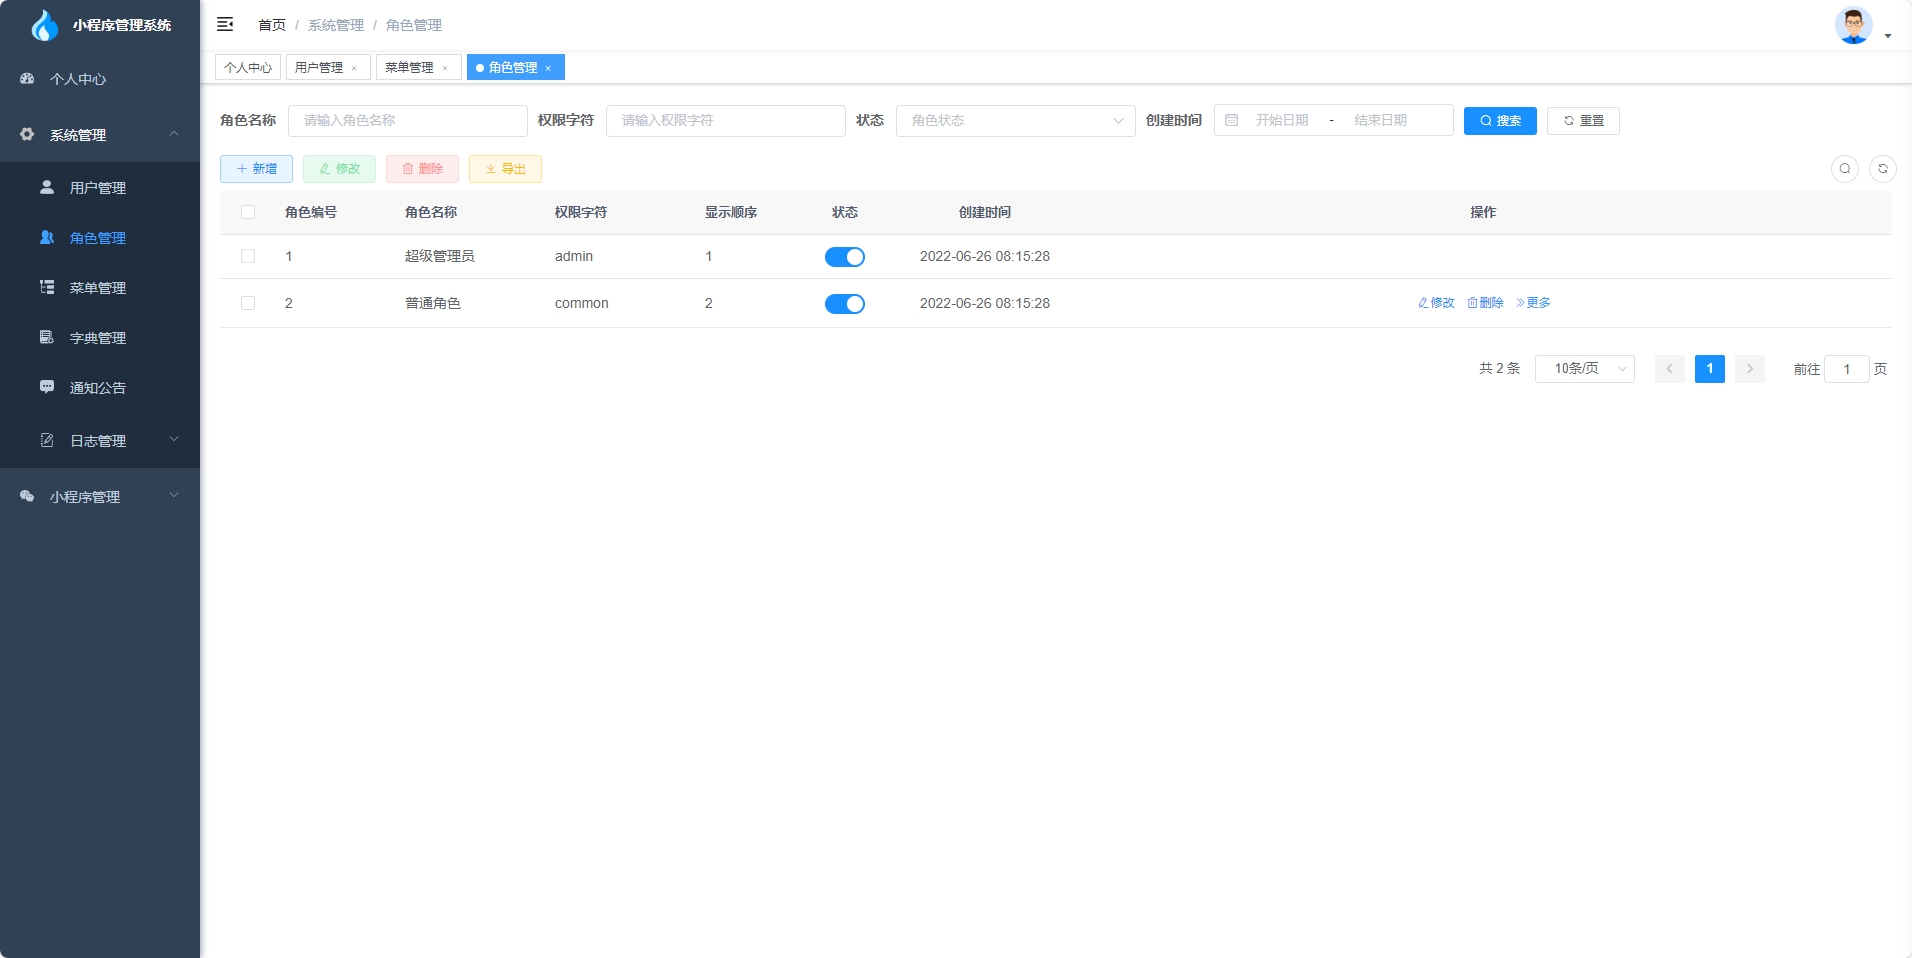 小程序管理系统
个人中心
系统管理
用户管理
角色管理
菜单管理
字典管理
通知公告
日志管理
小程序管理
首页 / 系统管理 / 角色管理
个人中心 用户管理 × 菜单管理 × 角色管理 ×
角色名称 请输入角色名称 权限字符 请输入权限字符 状态 角色状态 创建时间 开始日期 - 结束日期 搜索 重置
新增 修改 删除 导出
角色编号 角色名称 权限字符 显示顺序 状态 创建时间 操作
1 超级管理员 admin 1 2022-06-26 08:15:28
2 普通角色 common 2 2022-06-26 08:15:28 修改 删除 更多
共 2 条 10条/页 1 前往 1 页